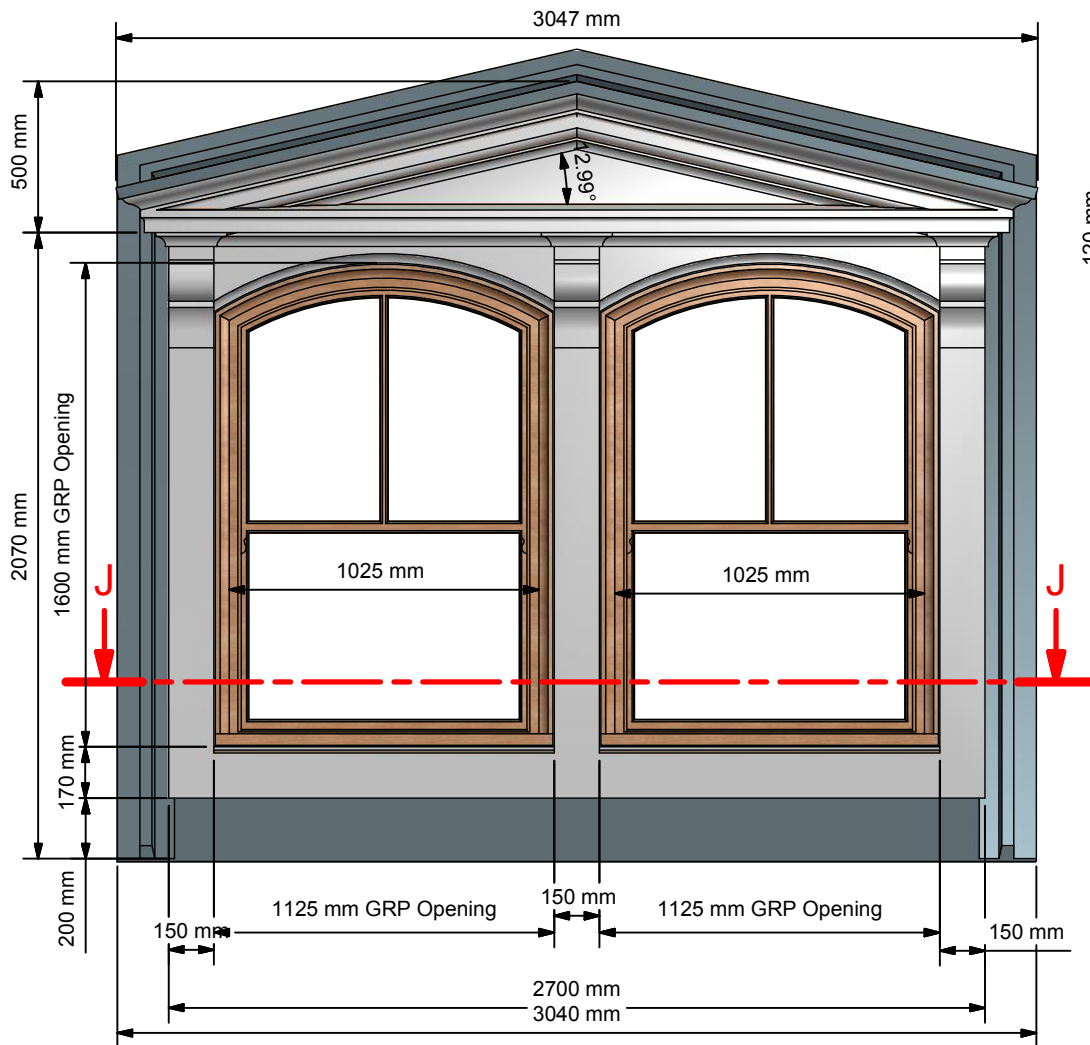 3047 mm
500 mm
12.99°
120 mm
2070 mm
1600 mm GRP Opening
1025 mm
1025 mm
J
J
170 mm
200 mm
150 mm
1125 mm GRP Opening
150 mm
1125 mm GRP Opening
150 mm
2700 mm
3040 mm